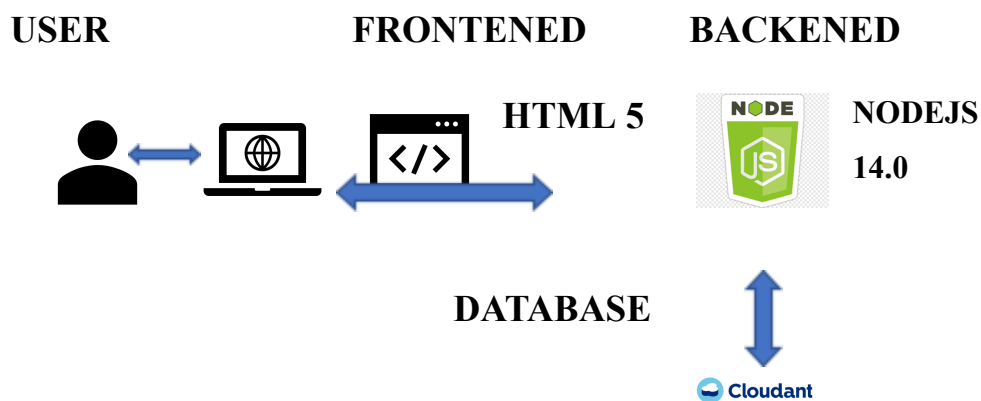 USER
FRONTENED
BACKENED
HTML 5
</>
NODE
JS
NODEJS
14.0
DATABASE
Cloudant